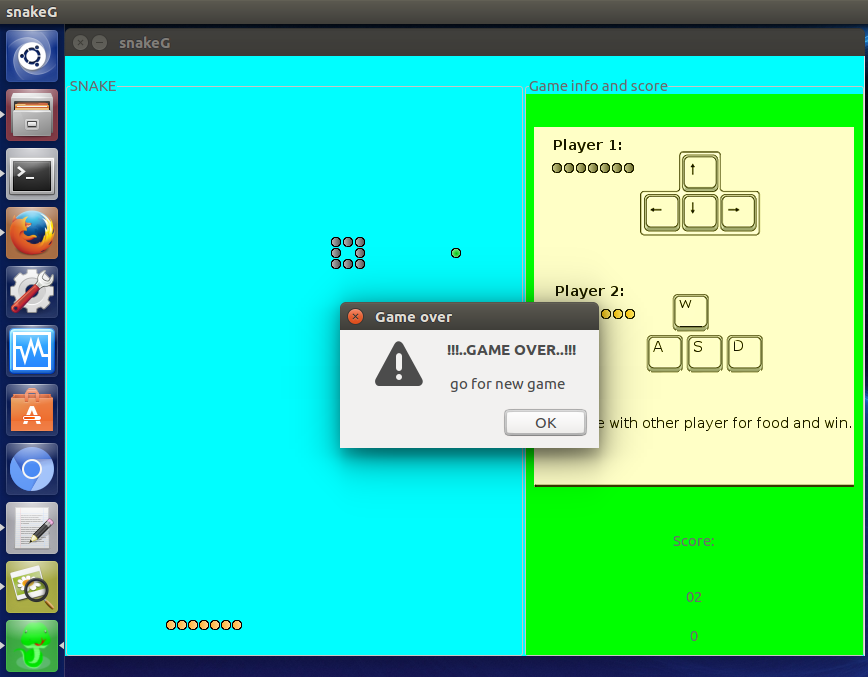 snakeG
snakeG
SNAKE
Game info and score
Player 1:
↑
← ↓ →
Player 2:
W
A S D
Game over
!!!..GAME OVER..!!!
go for new game
OK
with other player for food and win.
Score:
02
0